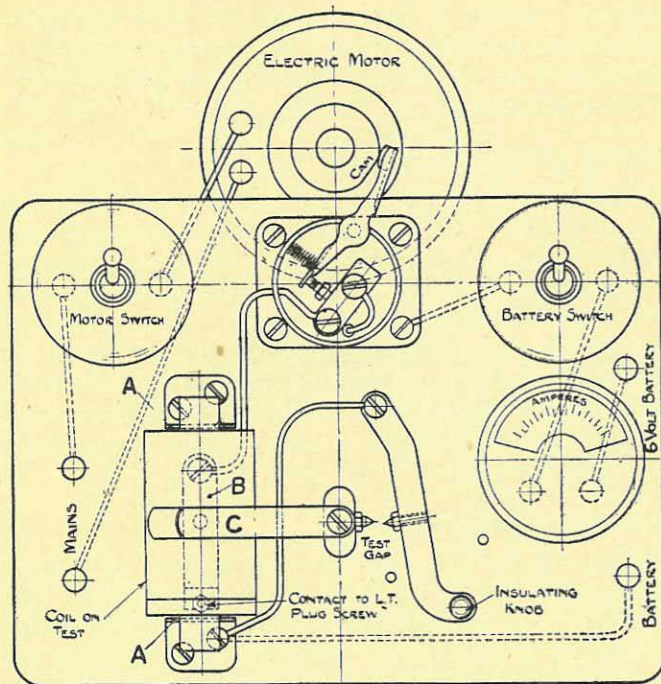 ELECTRIC MOTOR
CAM
MOTOR SWITCH
BATTERY SWITCH
A
AMPERES
6 VOLT BATTERY
B
C
MAINS
TEST
GAP
COIL ON
TEST
CONTACT TO L.T.
PLUG SCREW
INSULATING
KNOB
A
BATTERY